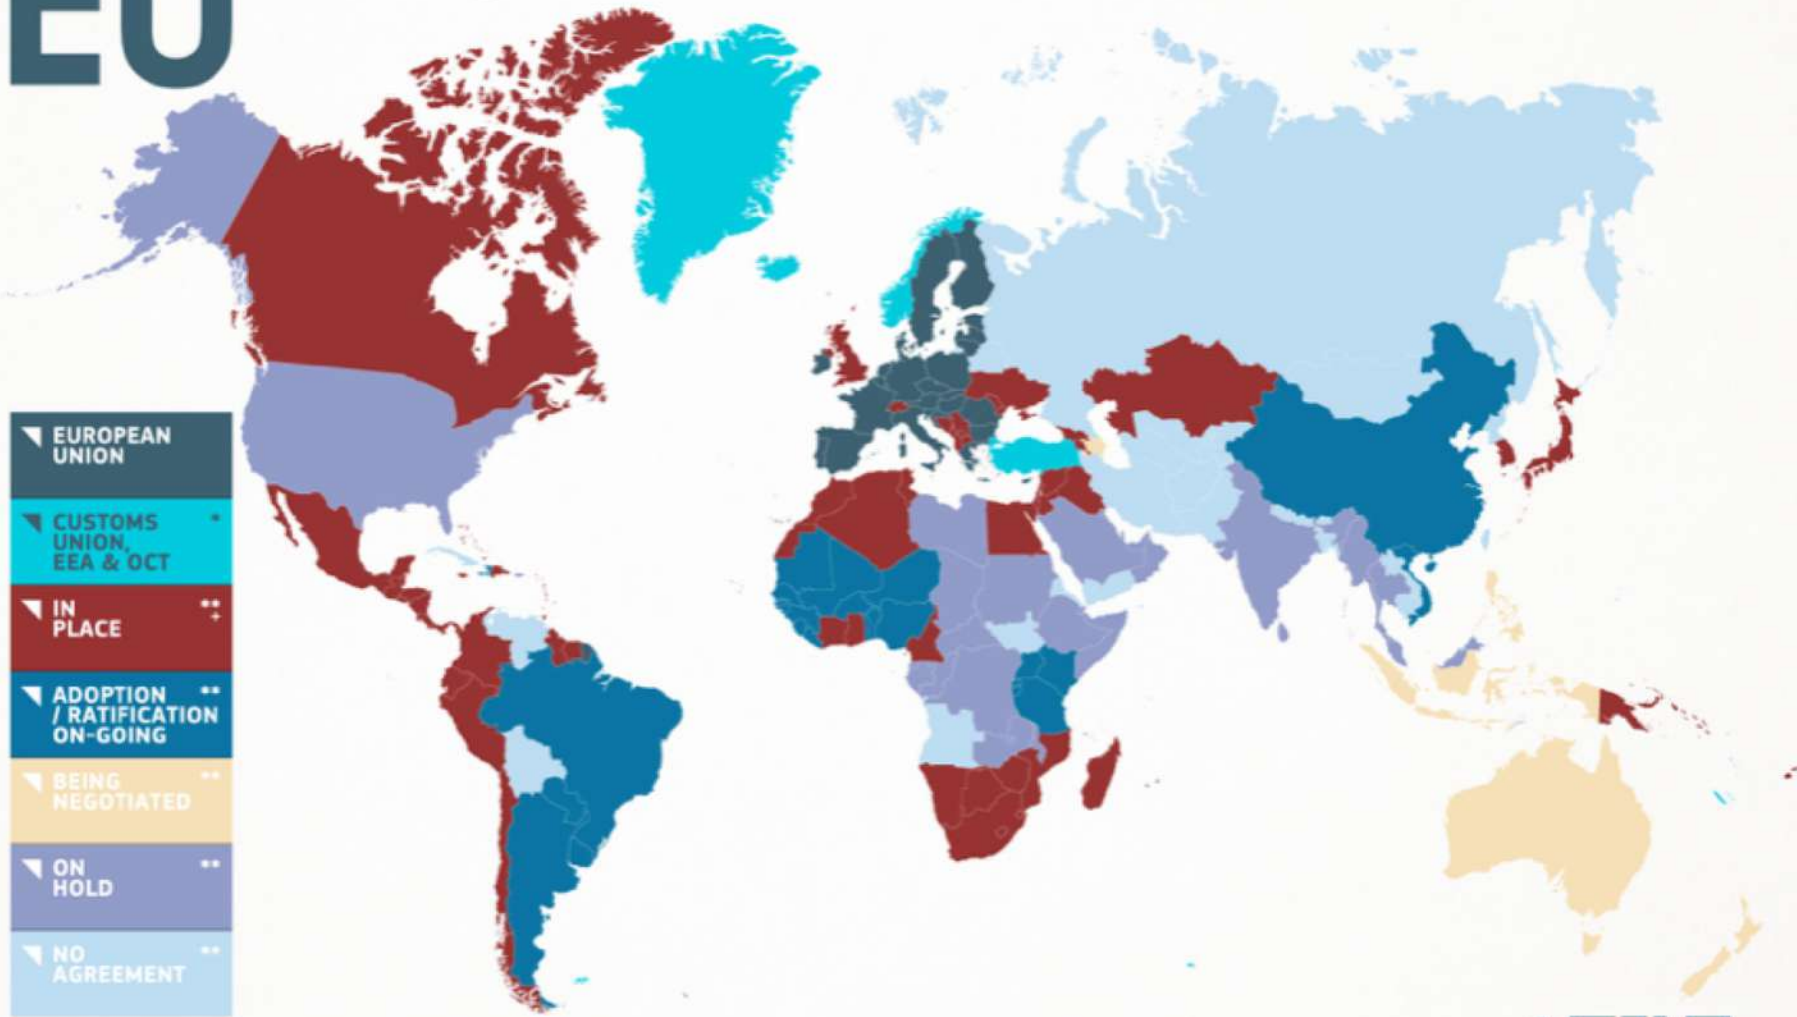 EU
EUROPEAN
UNION
CUSTOMS *
UNION,
EEA & OCT
IN **
PLACE +
ADOPTION **
/ RATIFICATION
ON-GOING
BEING **
NEGOTIATED
ON **
HOLD
NO **
AGREEMENT